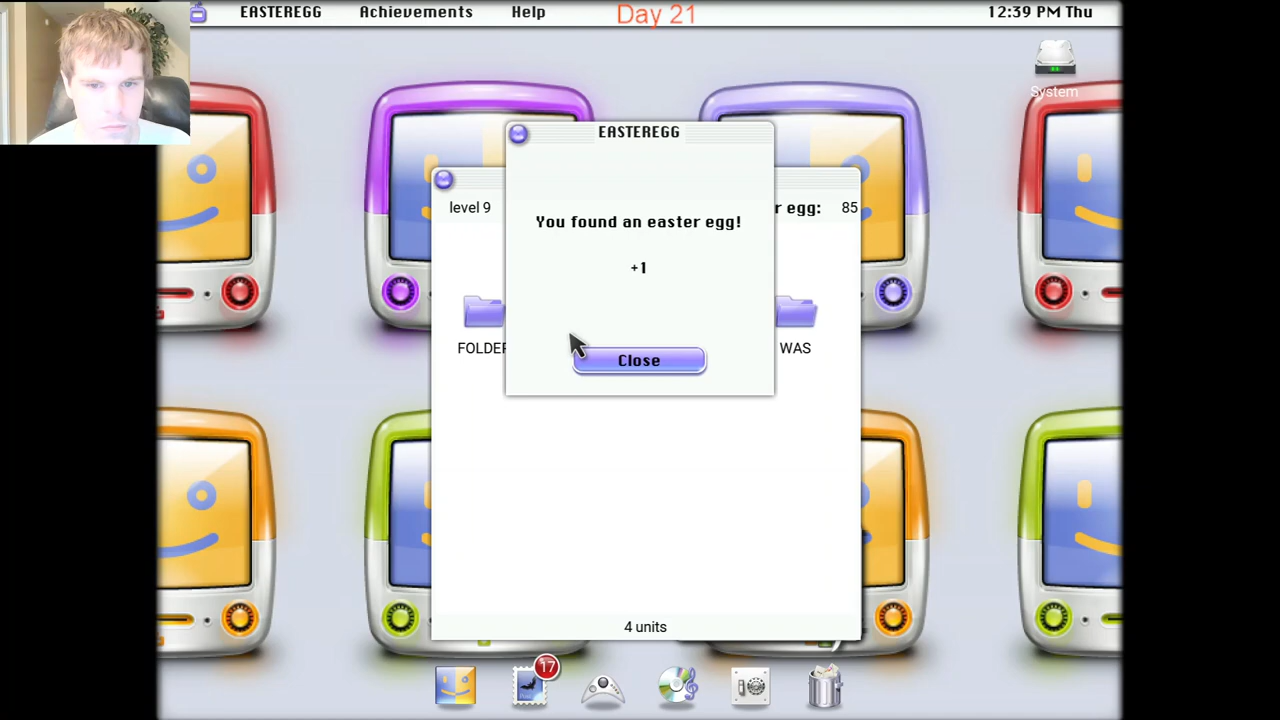 EASTEREGG Achievements Help Day 21 12:39 PM Thu
System
EASTEREGG
level 9 r egg: 85
You found an easter egg!
+1
FOLDER WAS
Close
4 units
17